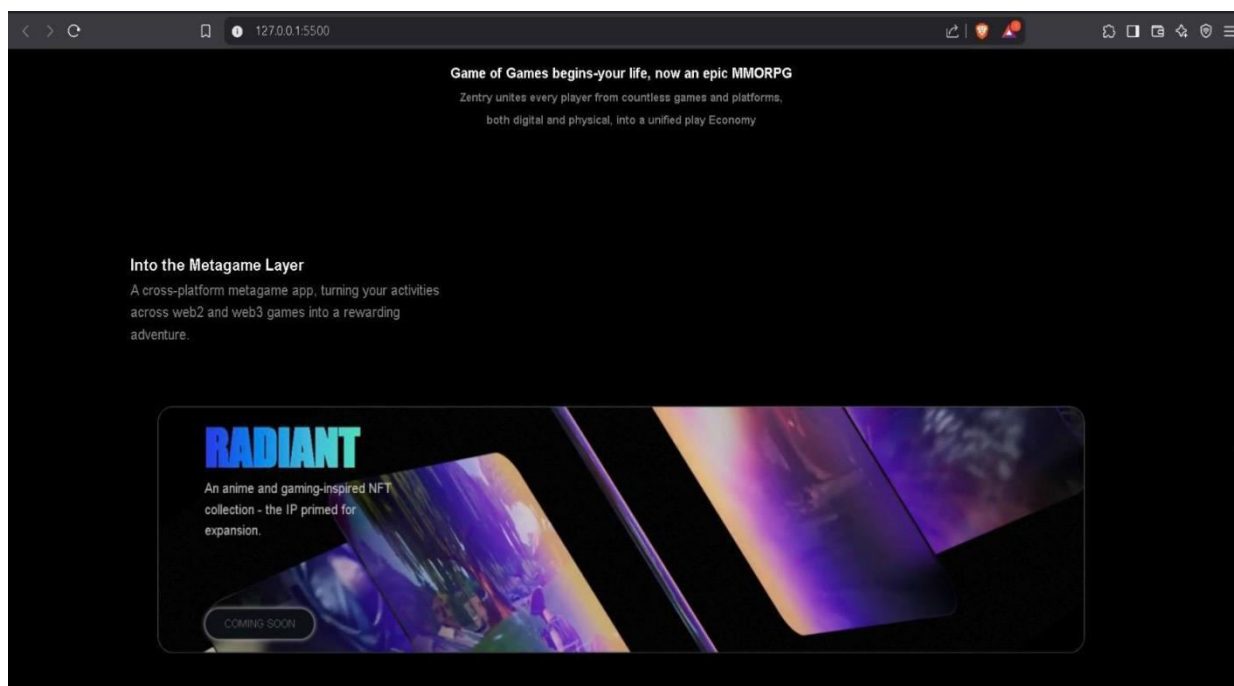 127.0.0.1:5500
Game of Games begins-your life, now an epic MMORPG
Zentry unites every player from countless games and platforms,
both digital and physical, into a unified play Economy
Into the Metagame Layer
A cross-platform metagame app, turning your activities
across web2 and web3 games into a rewarding
adventure.
RADIANT
An anime and gaming-inspired NFT
collection - the IP primed for
expansion.
COMING SOON